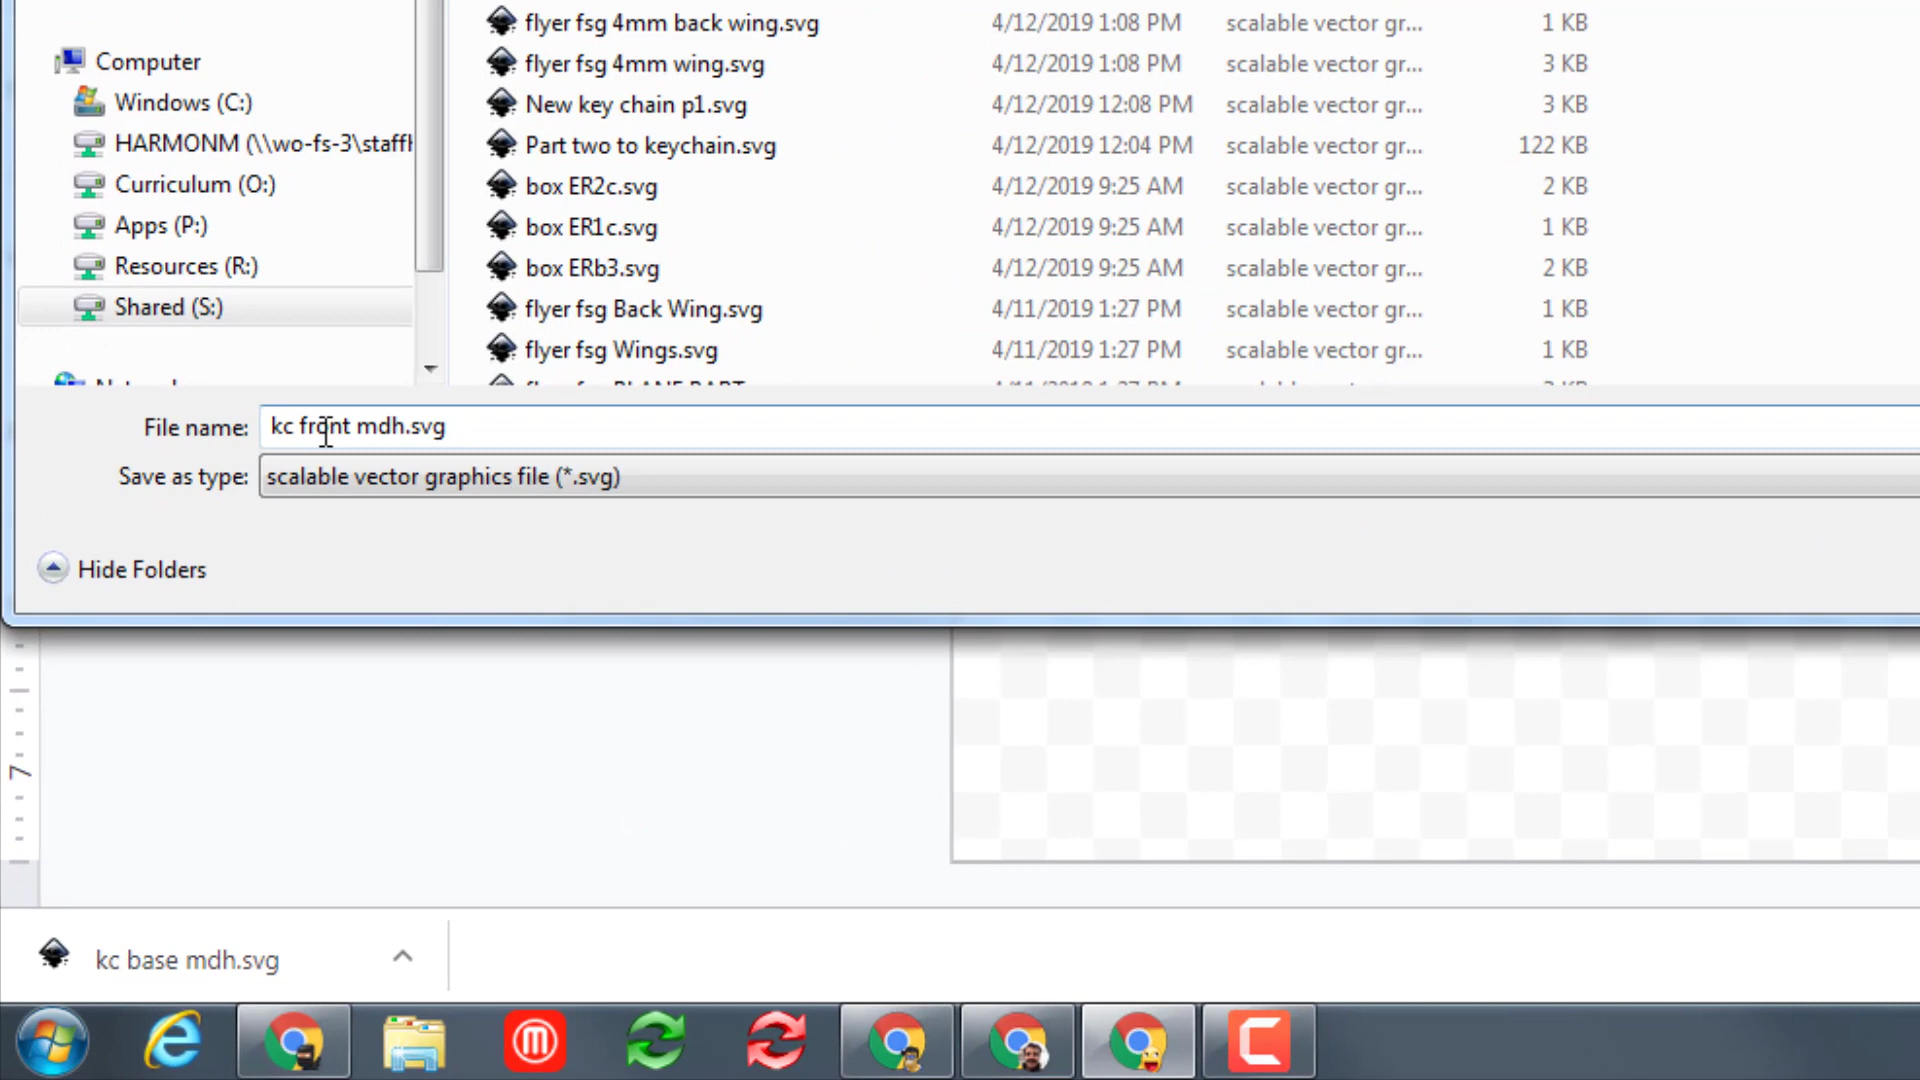 flyer fsg 4mm back wing.svg 4/12/2019 1:08 PM scalable vector gr... 1 KB
Computer flyer fsg 4mm wing.svg 4/12/2019 1:08 PM scalable vector gr... 3 KB
Windows (C:) New key chain p1.svg 4/12/2019 12:08 PM scalable vector gr... 3 KB
HARMONM (\\wo-fs-3\staff Part two to keychain.svg 4/12/2019 12:04 PM scalable vector gr... 122 KB
Curriculum (O:) box ER2c.svg 4/12/2019 9:25 AM scalable vector gr... 2 KB
Apps (P:) box ER1c.svg 4/12/2019 9:25 AM scalable vector gr... 1 KB
Resources (R:) box ERb3.svg 4/12/2019 9:25 AM scalable vector gr... 2 KB
Shared (S:) flyer fsg Back Wing.svg 4/11/2019 1:27 PM scalable vector gr... 1 KB
flyer fsg Wings.svg 4/11/2019 1:27 PM scalable vector gr... 1 KB
File name: kc front mdh.svg
Save as type: scalable vector graphics file (*.svg)
Hide Folders
7
kc base mdh.svg